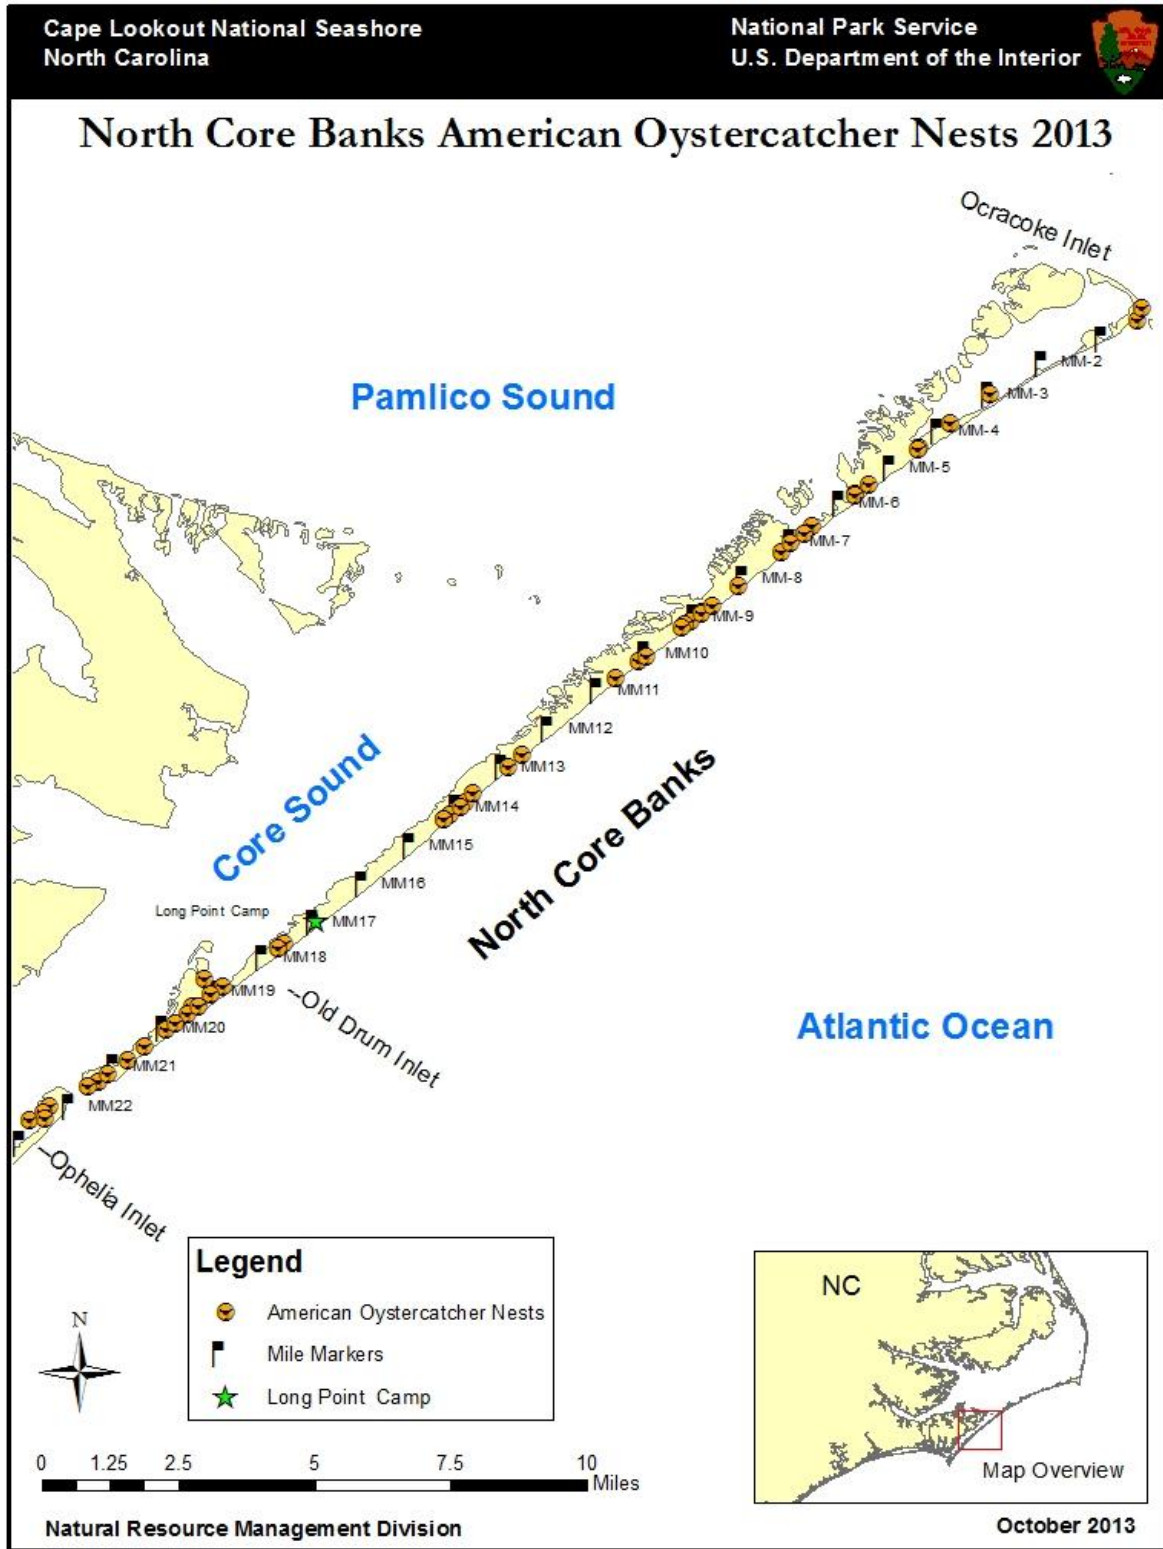 Cape Lookout National Seashore
North Carolina
National Park Service
U.S. Department of the Interior
North Core Banks American Oystercatcher Nests 2013
Ocracoke Inlet
MM-2
MM-3
MM-4
MM-5
MM-6
MM-7
MM-8
MM-9
MM10
MM11
MM12
MM13
MM14
MM15
MM16
MM17
MM18
MM19
MM20
MM21
MM22
Pamlico Sound
Core Sound
North Core Banks
Long Point Camp
~Old Drum Inlet
Atlantic Ocean
~Ophelia Inlet
Legend
American Oystercatcher Nests
Mile Markers
Long Point Camp
N
0 1.25 2.5 5 7.5 10
Miles
NC
Map Overview
Natural Resource Management Division
October 2013